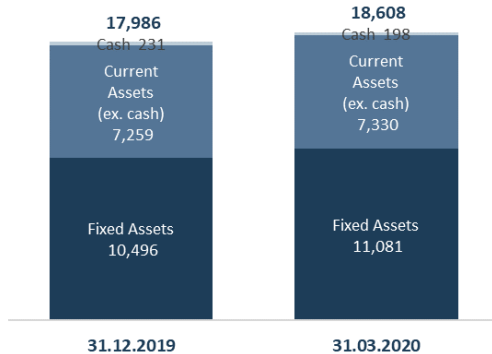 17,986
Cash 231
Current
Assets
(ex. cash)
7,259
Fixed Assets
10,496
31.12.2019
18,608
Cash 198
Current
Assets
(ex. cash)
7,330
Fixed Assets
11,081
31.03.2020